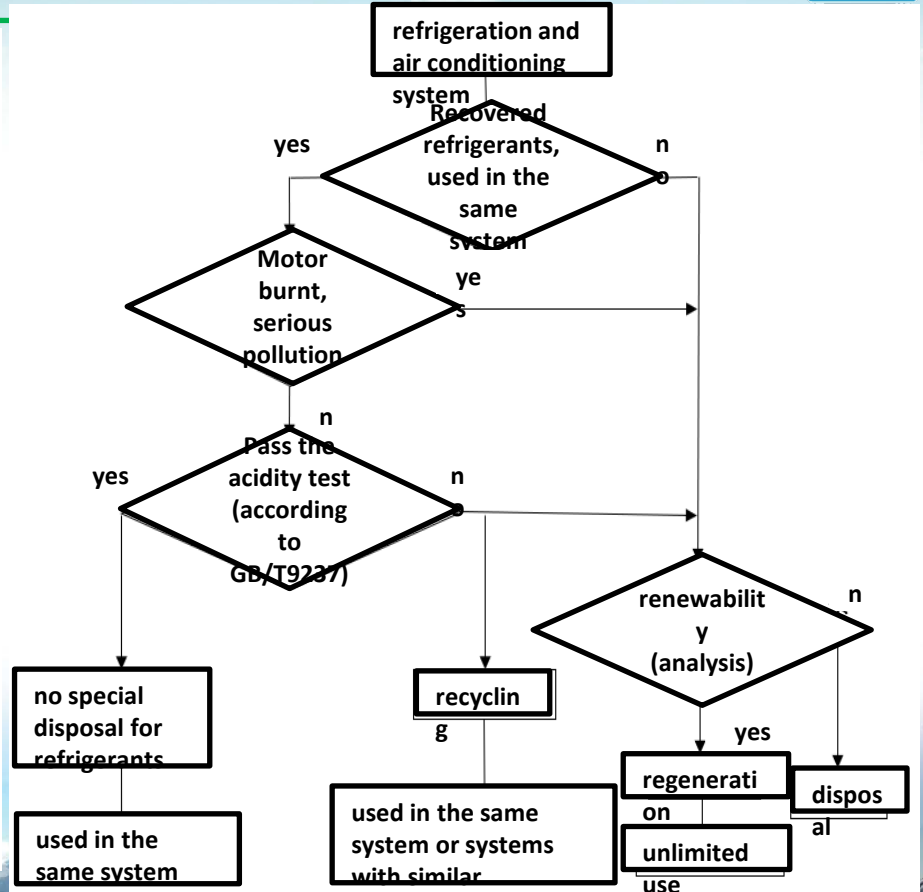 refrigeration and
air conditioning
system
Recovered
refrigerants,
used in the
same
system
yes
n
o
Motor
burnt,
serious
pollution
ye
s
n
Pass the
acidity test
(according
to
GB/T9237)
yes
n
o
renewabilit
y
(analysis)
n
yes
no special
disposal for
refrigerants
used in the
same system
recyclin
g
used in the same
system or systems
with similar
regenerati
on
unlimited
use
dispos
al